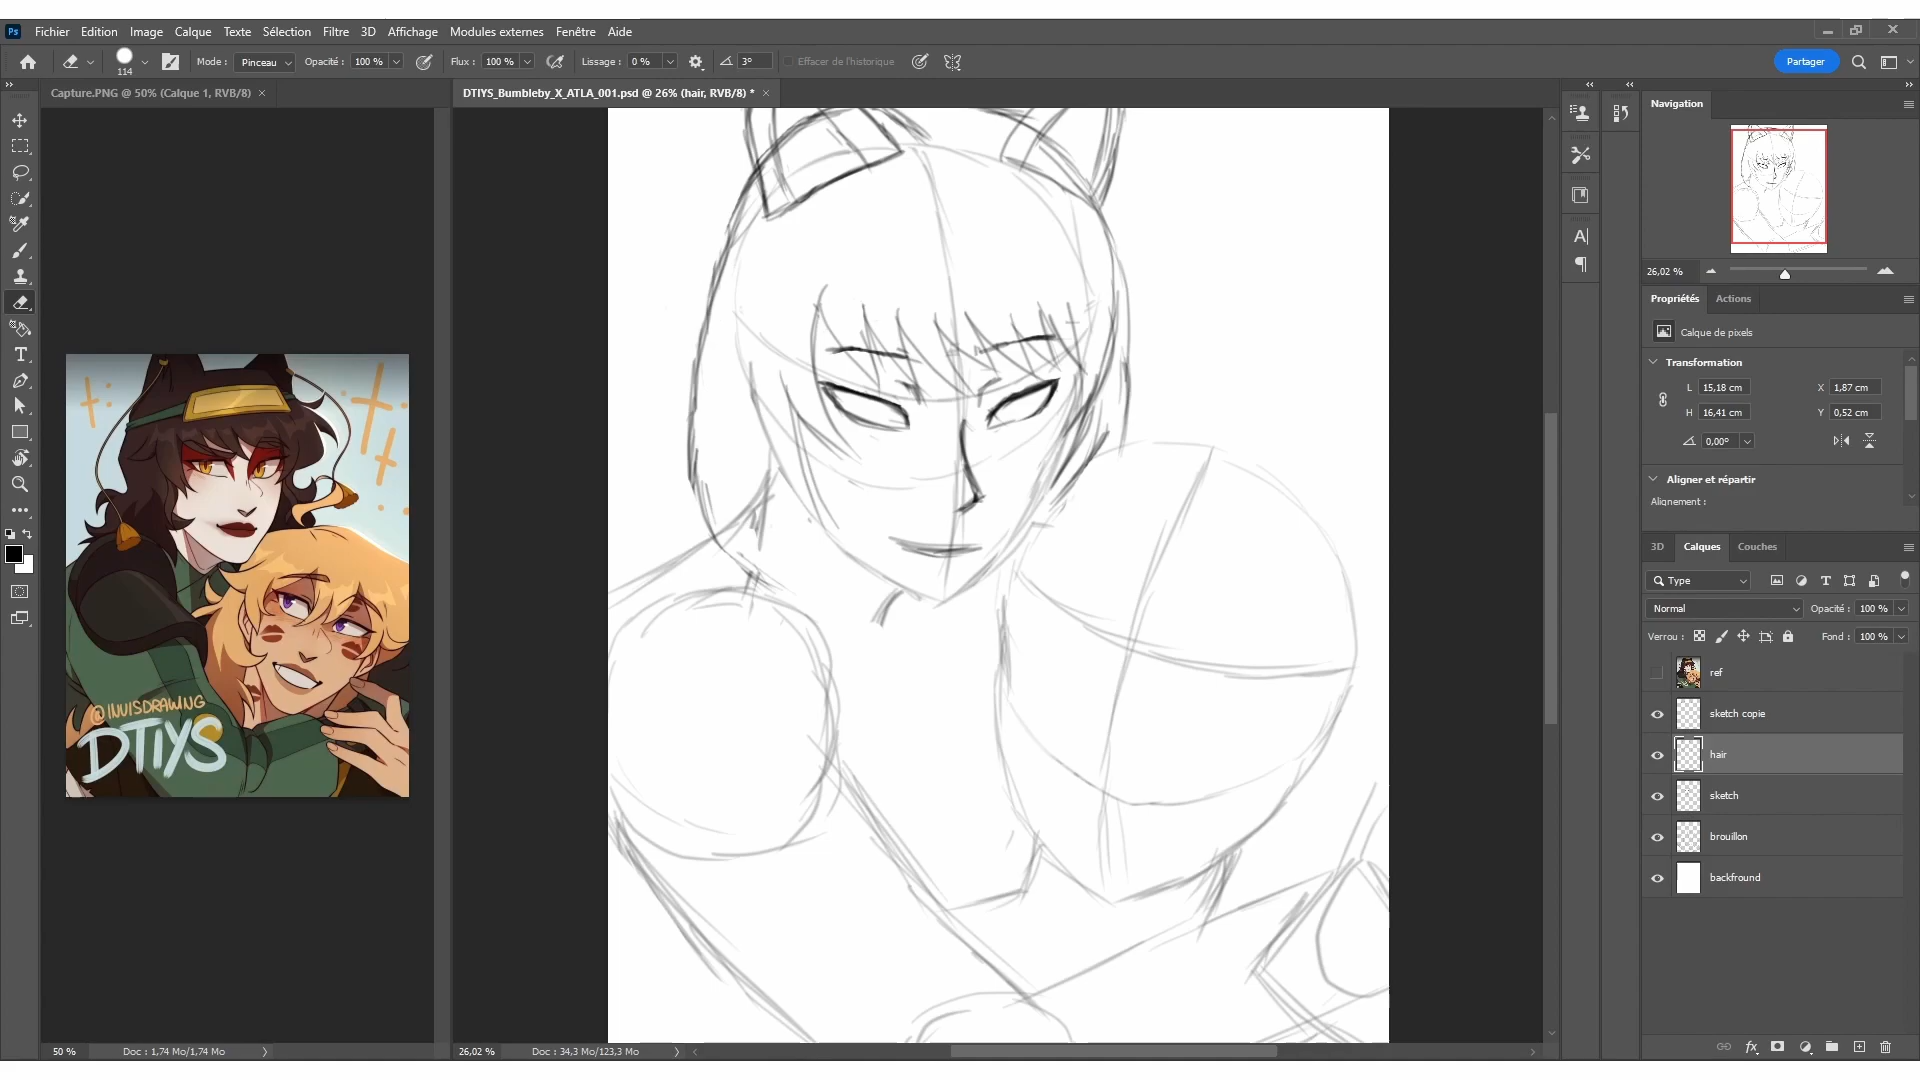 Ps Fichier Edition Image Calque Texte Sélection Filtre 3D Affichage Modules externes Fenêtre Aide
114 Mode : Pinceau Opacité : 100 % Flux : 100 % Lissage : 0 % 3° Effacer de l'historique Partager
Capture.PNG @ 50% (Calque 1, RVB/8)
DTIYS_Bumbleby_X_ATLA_001.psd @ 26% (hair, RVB/8) *
@INVISDRAWING
DTIYS
50 % Doc : 1,74 Mo/1,74 Mo
26,02 % Doc : 34,3 Mo/123,3 Mo
Navigation
26,02 %
Propriétés Actions
Calque de pixels
Transformation
L 15,18 cm X 1,87 cm
H 16,41 cm Y 0,52 cm
0,00°
Aligner et répartir
Alignement :
3D Calques Couches
Type
Normal Opacité : 100 %
Verrou : Fond : 100 %
ref
sketch copie
hair
sketch
brouillon
backfround